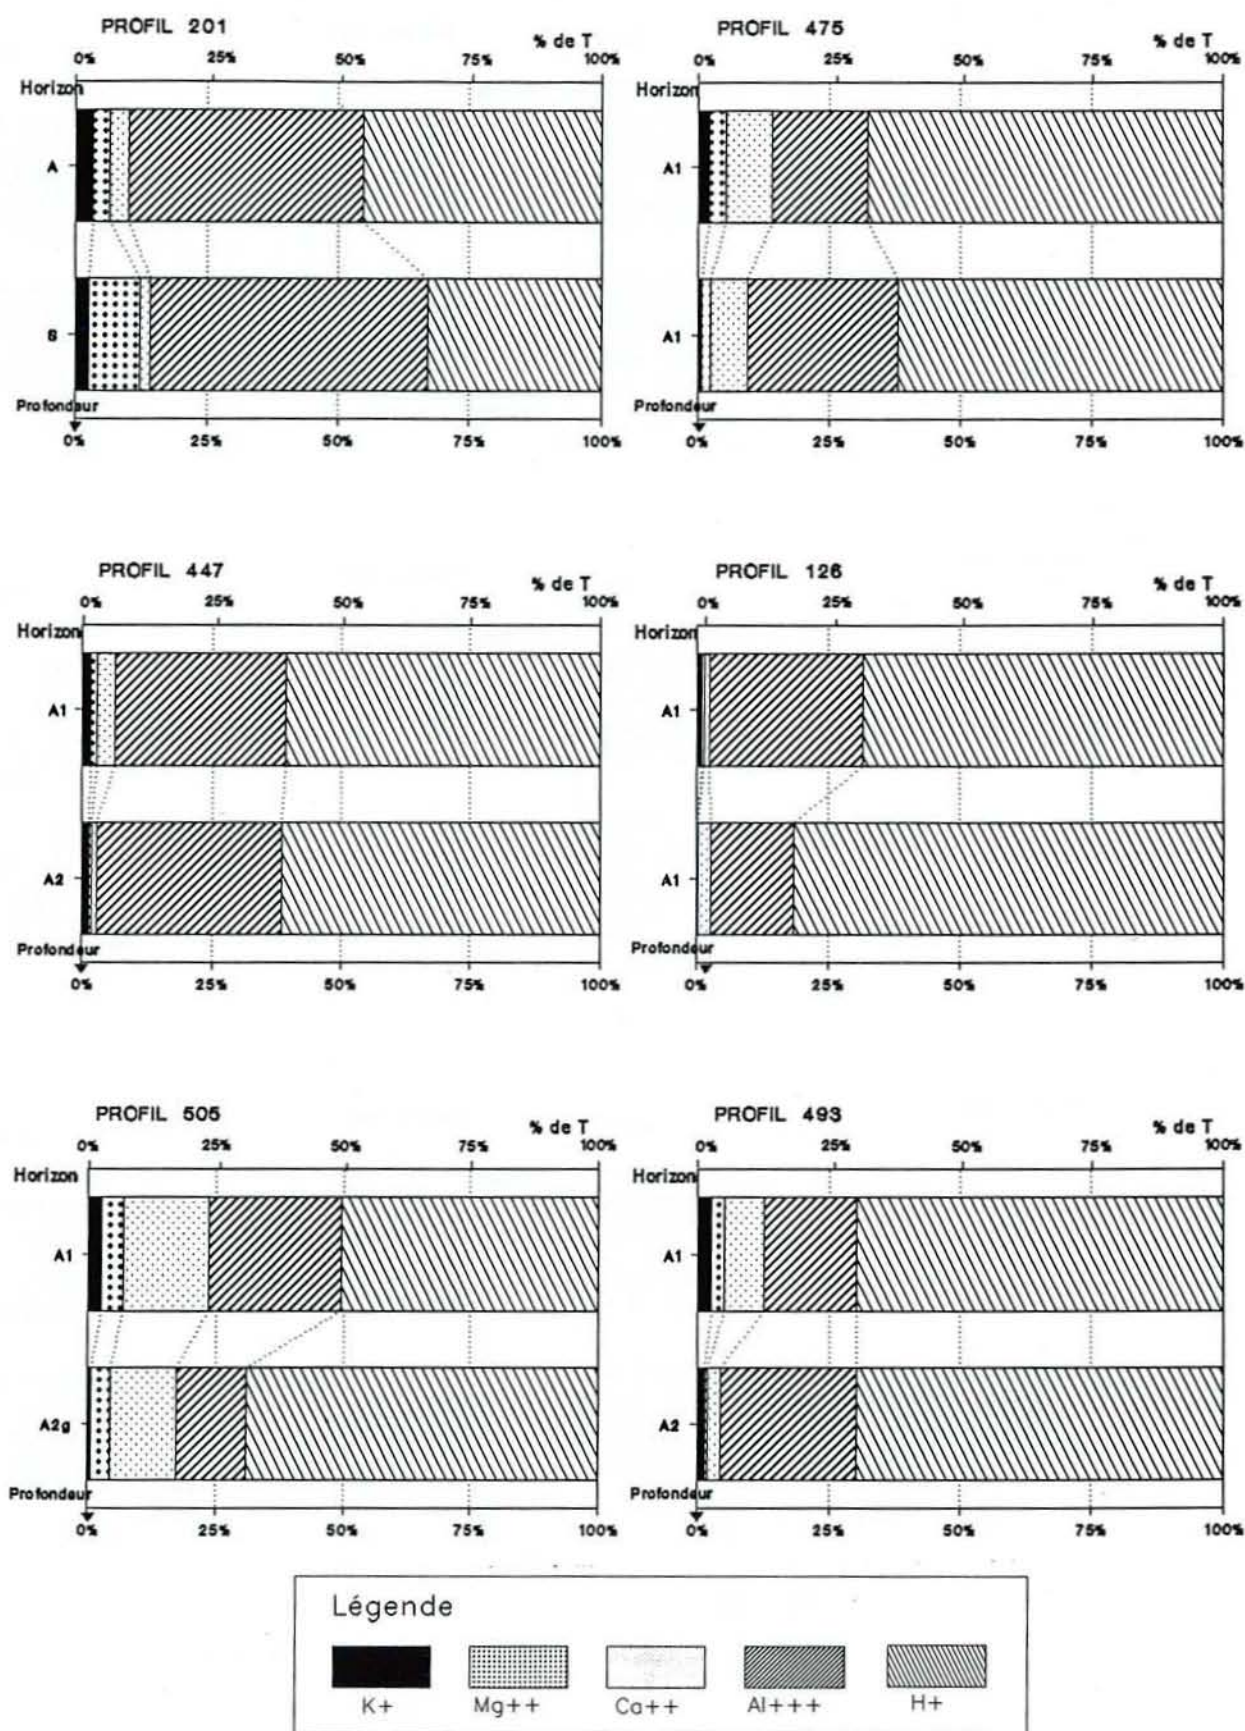 PROFIL 201
% de T
0% 25% 50% 75% 100%
Horizon
A
S
Profondeur
0% 25% 50% 75% 100%
PROFIL 475
% de T
0% 25% 50% 75% 100%
Horizon
A1
A1
Profondeur
0% 25% 50% 75% 100%
PROFIL 447
% de T
0% 25% 50% 75% 100%
Horizon
A1
A2
Profondeur
0% 25% 50% 75% 100%
PROFIL 126
% de T
0% 25% 50% 75% 100%
Horizon
A1
A1
Profondeur
0% 25% 50% 75% 100%
PROFIL 505
% de T
0% 25% 50% 75% 100%
Horizon
A1
A2g
Profondeur
0% 25% 50% 75% 100%
PROFIL 493
% de T
0% 25% 50% 75% 100%
Horizon
A1
A2
Profondeur
0% 25% 50% 75% 100%
Légende
K+ Mg++ Ca++ Al+++ H+